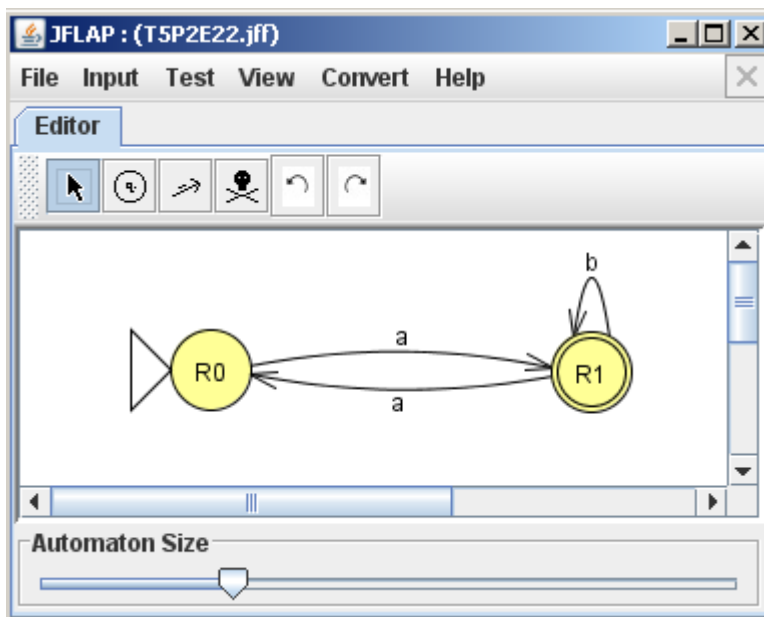 JFLAP : (T5P2E22.jff)
File Input Test View Convert Help
Editor
b
a
R0 R1
a
Automaton Size